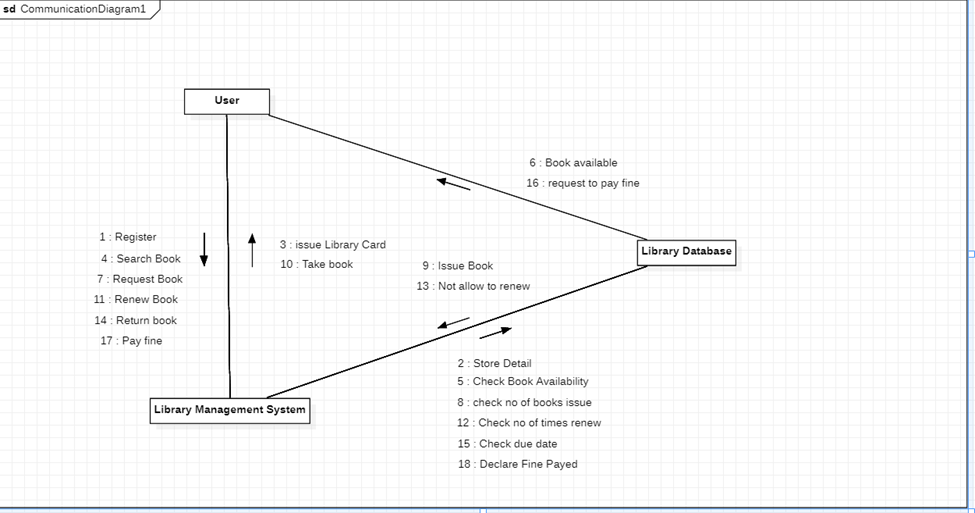 sd CommunicationDiagram1
User
6 : Book available
16 : request to pay fine
1 : Register
4 : Search Book
7 : Request Book
11 : Renew Book
14 : Return book
17 : Pay fine
3 : issue Library Card
10 : Take book
9 : Issue Book
13 : Not allow to renew
Library Database
2 : Store Detail
5 : Check Book Availability
8 : check no of books issue
12 : Check no of times renew
15 : Check due date
18 : Declare Fine Payed
Library Management System